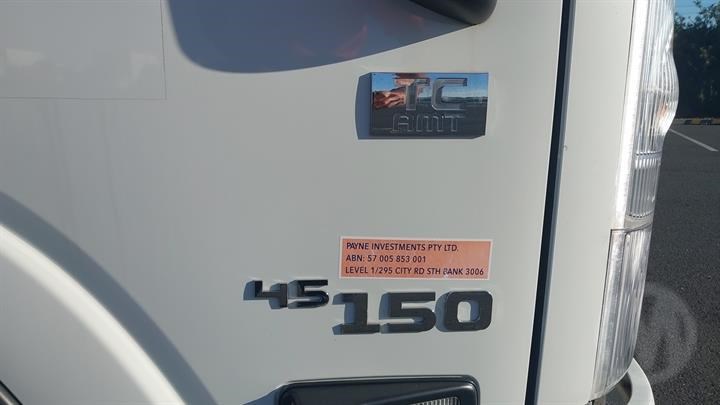 TC
AMT
PAYNE INVESTMENTS PTY LTD.
ABN: 57 005 853 001
LEVEL 1/295 CITY RD STH BANK 3006
45 150